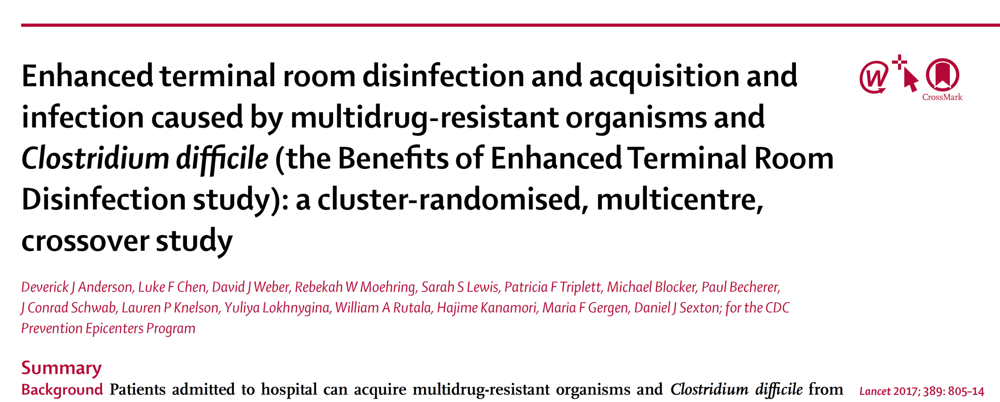 Enhanced terminal room disinfection and acquisition and
infection caused by multidrug-resistant organisms and
Clostridium difficile (the Benefits of Enhanced Terminal Room
Disinfection study): a cluster-randomised, multicentre,
crossover study
W
CrossMark
Deverick J Anderson, Luke F Chen, David J Weber, Rebekah W Moehring, Sarah S Lewis, Patricia F Triplett, Michael Blocker, Paul Becherer,
J Conrad Schwab, Lauren P Knelson, Yuliya Lokhnygina, William A Rutala, Hajime Kanamori, Maria F Gergen, Daniel J Sexton; for the CDC
Prevention Epicenters Program
Summary
Background Patients admitted to hospital can acquire multidrug-resistant organisms and Clostridium difficile from
Lancet 2017; 389: 805–14